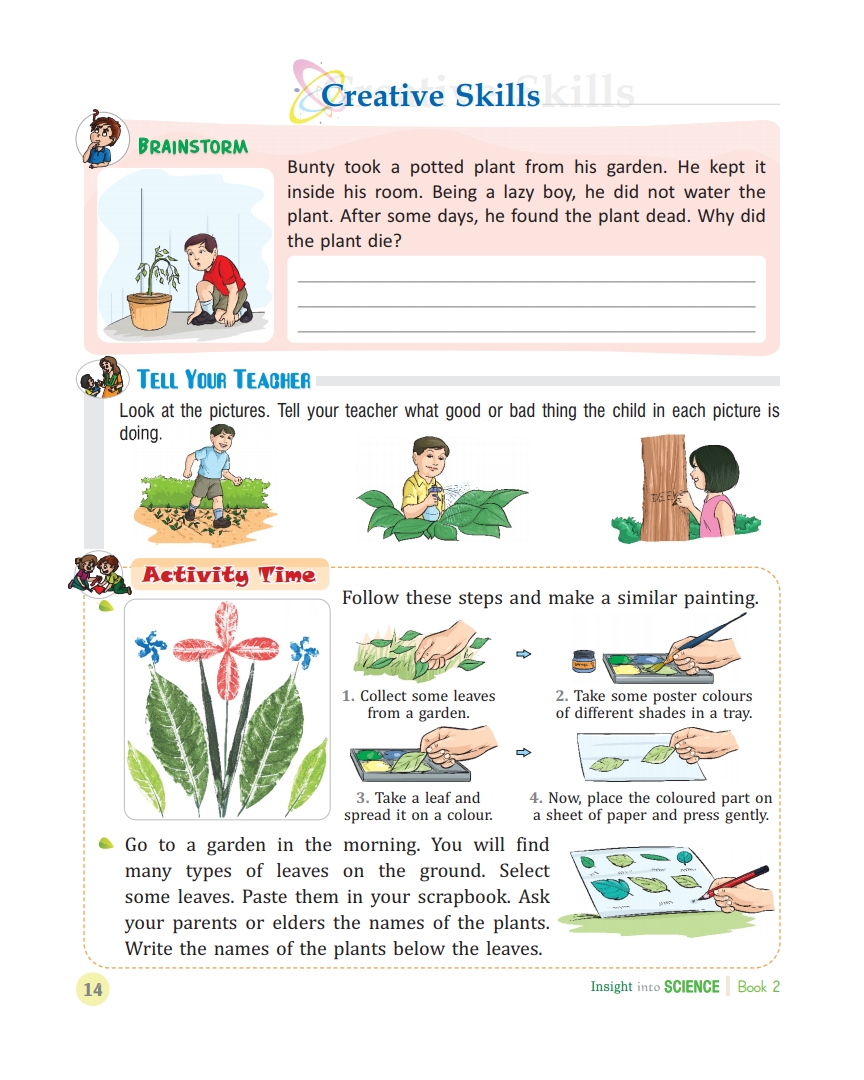 Creative Skills
BRAINSTORM
Bunty took a potted plant from his garden. He kept it
inside his room. Being a lazy boy, he did not water the
plant. After some days, he found the plant dead. Why did
the plant die?
TELL YOUR TEACHER
Look at the pictures. Tell your teacher what good or bad thing the child in each picture is
doing.
Activity Time
Follow these steps and make a similar painting.
1. Collect some leaves
from a garden.
2. Take some poster colours
of different shades in a tray.
3. Take a leaf and
spread it on a colour.
4. Now, place the coloured part on
a sheet of paper and press gently.
Go to a garden in the morning. You will find
many types of leaves on the ground. Select
some leaves. Paste them in your scrapbook. Ask
your parents or elders the names of the plants.
Write the names of the plants below the leaves.
14
Insight into SCIENCE Book 2